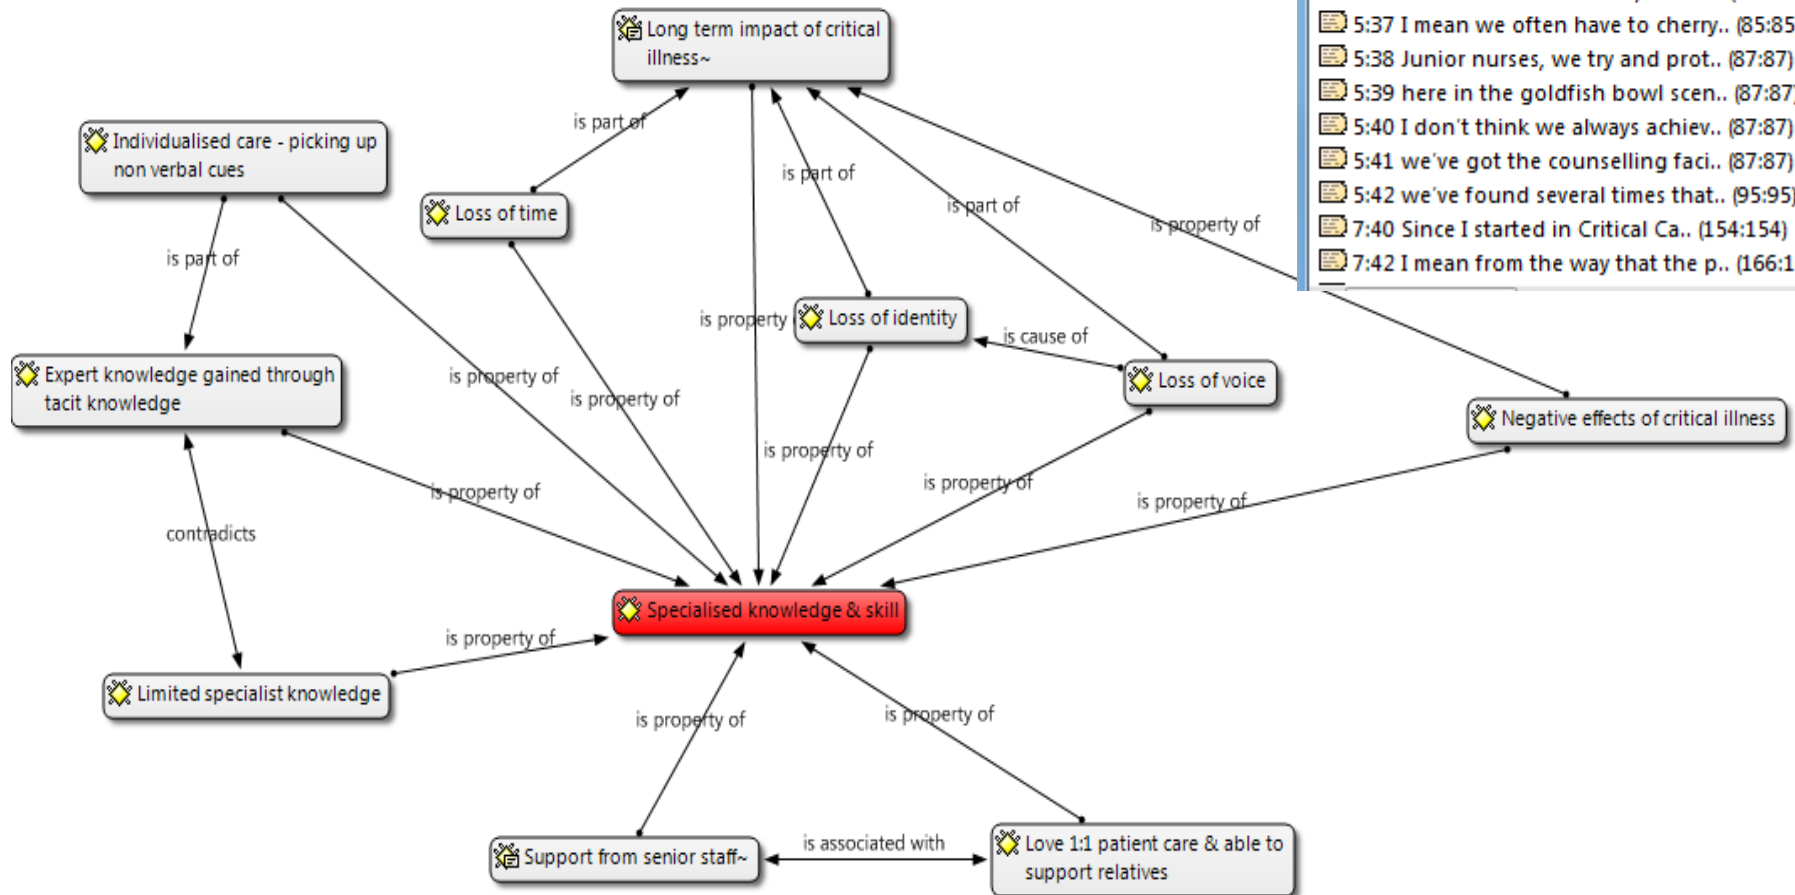 Long term impact of critical
illness~
5:37 I mean we often have to cherry.. (85:85
5:38 Junior nurses, we try and prot.. (87:87)
5:39 here in the goldfish bowl scen.. (87:87)
5:40 I don't think we always achiev.. (87:87)
5:41 we've got the counselling faci.. (87:87)
5:42 we've found several times that.. (95:95)
7:40 Since I started in Critical Ca.. (154:154)
7:42 I mean from the way that the p.. (166:1
is part of
Individualised care - picking up
non verbal cues
is part of
Loss of time
is part of
is property of
is part of
is property
Loss of identity
is cause of
Loss of voice
Expert knowledge gained through
tacit knowledge
is property of
is property of
Negative effects of critical illness
is property of
is property of
is property of
is property of
contradicts
Specialised knowledge & skill
is property of
Limited specialist knowledge
is property of
is property of
Support from senior staff~
is associated with
Love 1:1 patient care & able to
support relatives